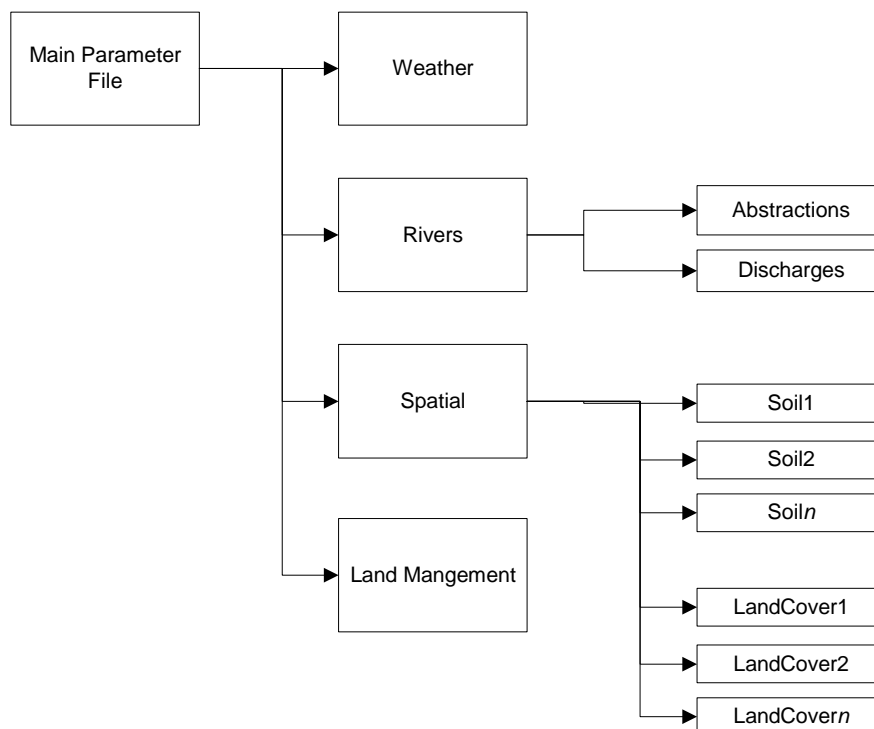 Main Parameter
File
Weather
Rivers
Abstractions
Discharges
Spatial
Soil1
Soil2
Soiln
Land Mangement
LandCover1
LandCover2
LandCovern